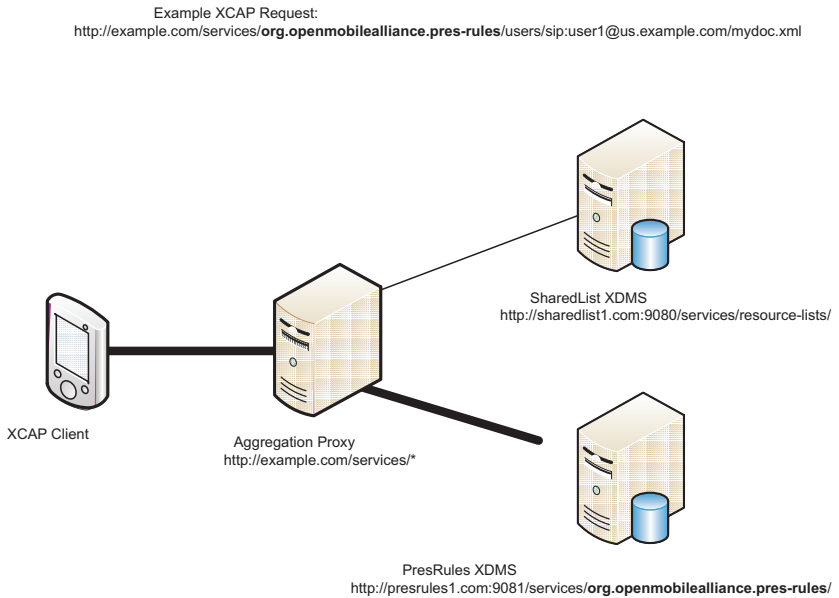 Example XCAP Request:
http://example.com/services/org.openmobilealliance.pres-rules/users/sip:user1@us.example.com/mydoc.xml
SharedList XDMS
http://sharedlist1.com:9080/services/resource-lists/
XCAP Client
Aggregation Proxy
http://example.com/services/*
PresRules XDMS
http://presrules1.com:9081/services/org.openmobilealliance.pres-rules/